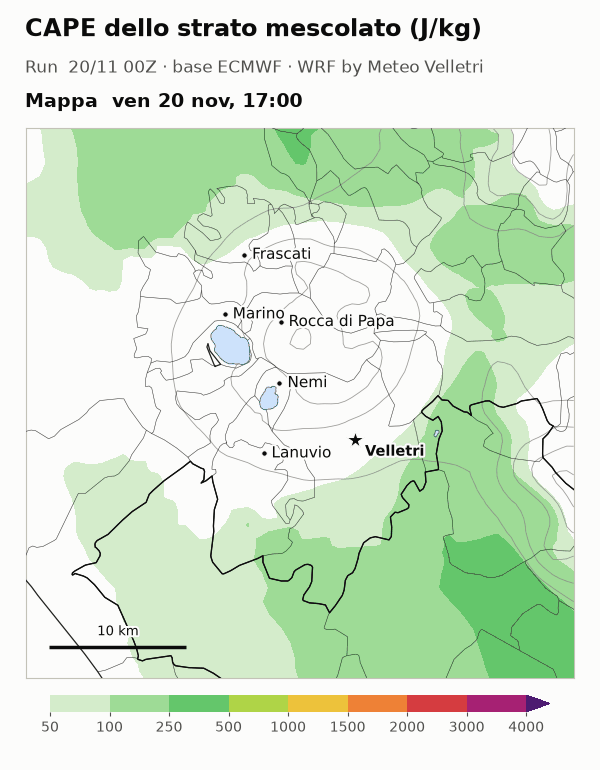 CAPE dello strato mescolato (J/kg)
Run  20/11 00Z · base ECMWF · WRF by Meteo Velletri
Mappa  ven 20 nov, 17:00
Frascati
Marino
Rocca di Papa
Nemi
Velletri
Lanuvio
10 km
50 100 250 500 1000 1500 2000 3000 4000